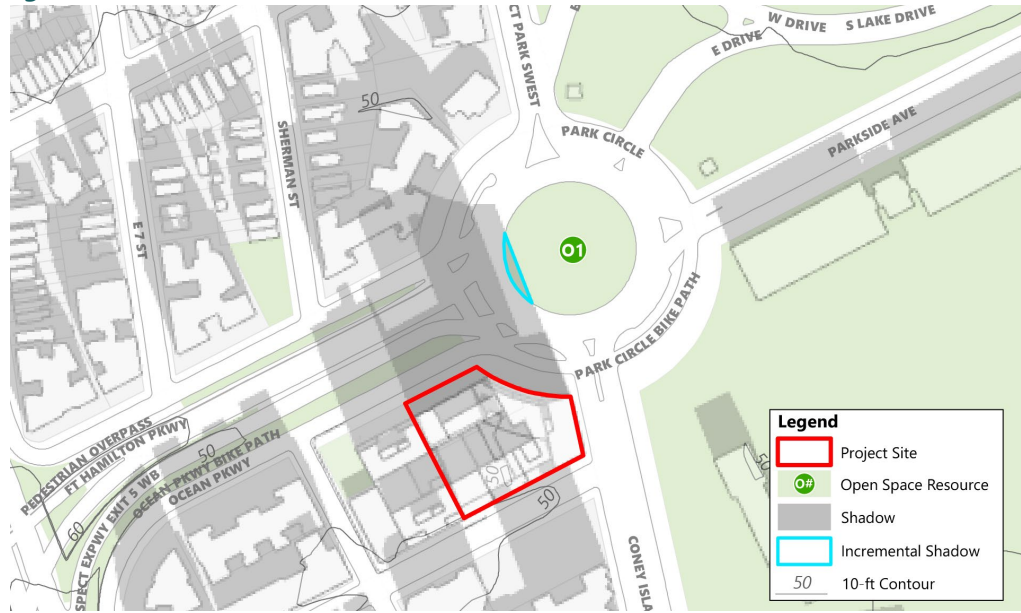 CT PARK SWEST
W DRIVE
S LAKE DRIVE
E DRIVE
PARK CIRCLE
PARKSIDE AVE
50
SHERMAN ST
E 7 ST
O1
PARK CIRCLE BIKE PATH
PEDESTRIAN OVERPASS
FT HAMILTON PKWY
SPECT EXPWY EXIT 5 WB
OCEAN PKWY BIKE PATH
OCEAN PKWY
50
60
50
50
50
CONEY ISLA
Legend
Project Site
O#
Open Space Resource
Shadow
Incremental Shadow
50
10-ft Contour